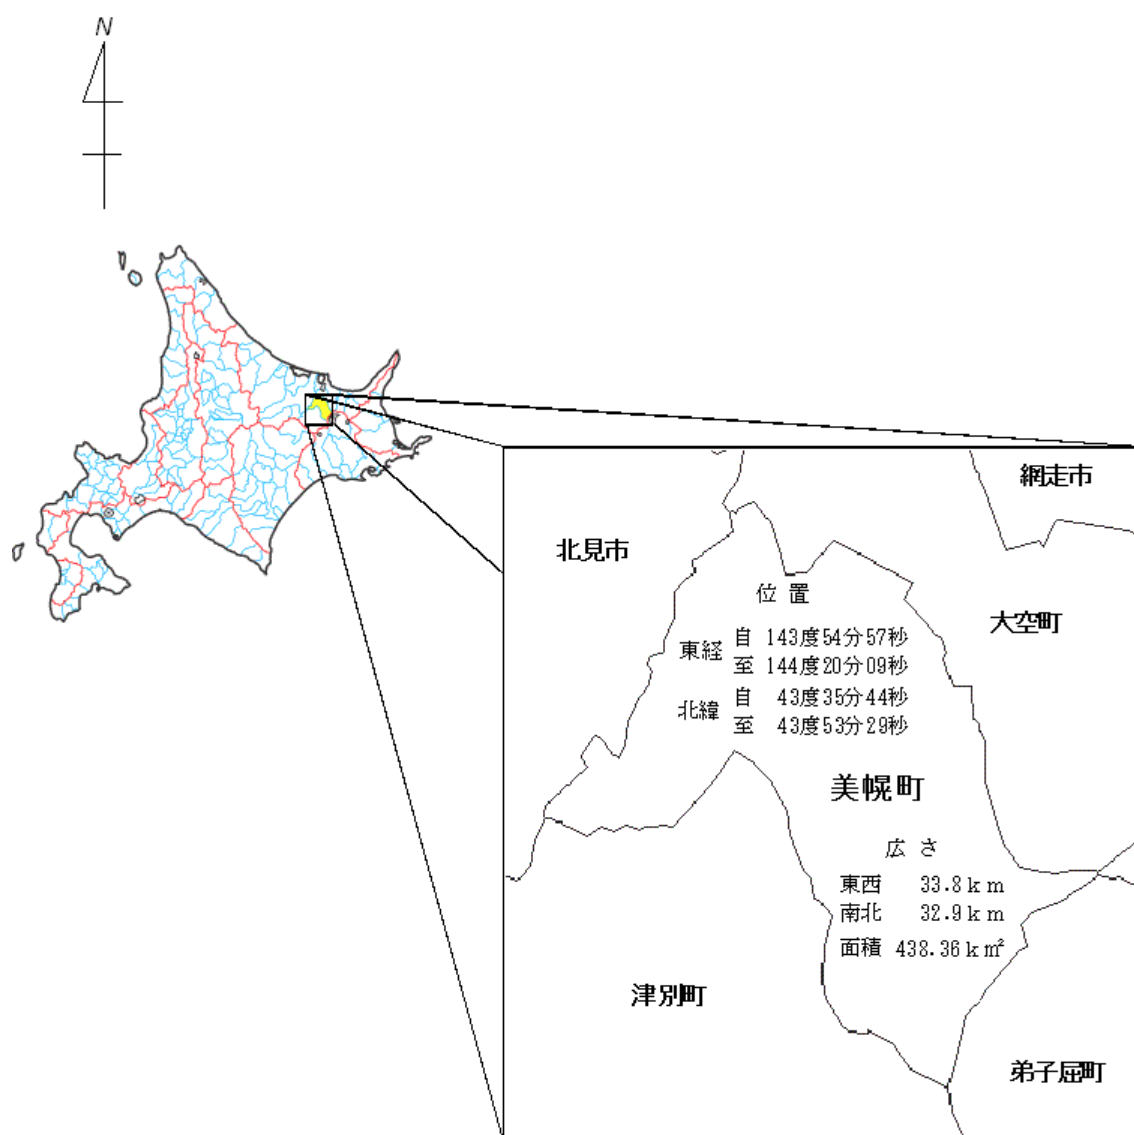 N
網走市
北見市
位 置
大空町
東経 自 143度54分57秒
至 144度20分09秒
北緯 自 43度35分44秒
至 43度53分29秒
美幌町
広 さ
東西 33.8km
南北 32.9km
面積 438.36km²
津別町
弟子屈町